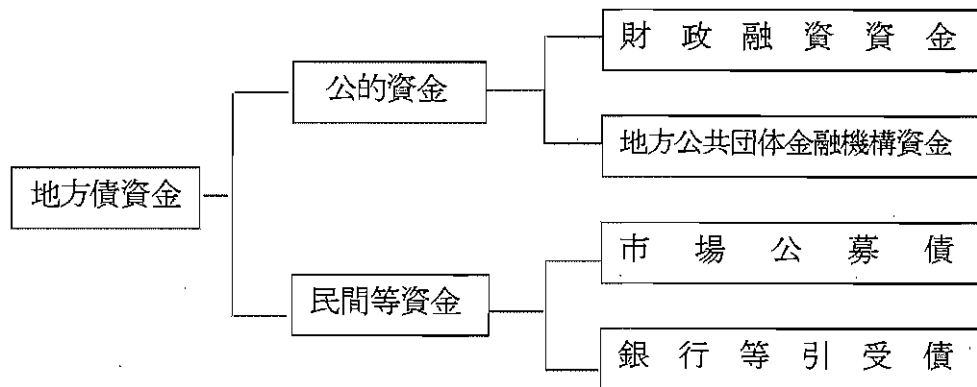 財政融資資金
公的資金
地方公共団体金融機構資金
地方債資金
市場公募債
民間等資金
銀行等引受債